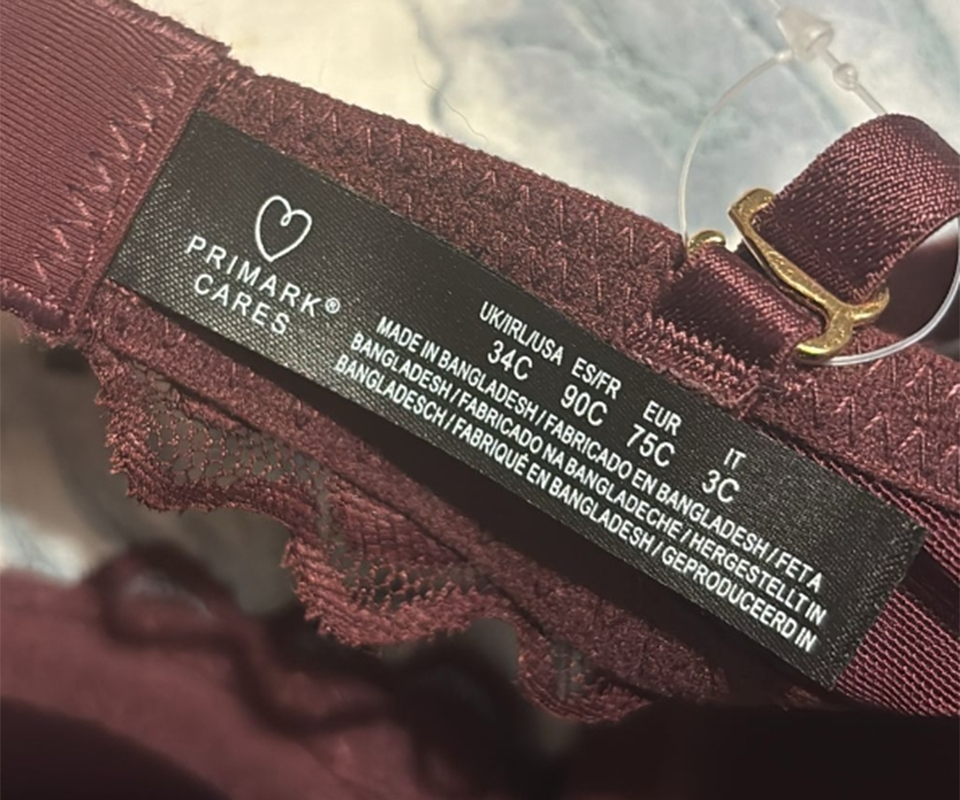 PRIMARK®
CARES
UK/IRL/USA ES/FR EUR IT
34C 90C 75C 3C
MADE IN BANGLADESH / FABRICADO EN BANGLADESH / FET A
BANGLADESH / FABRICADO NA BANGLADECHE / HERGESTELLT IN
BANGLADESCH / FABRIQUÉ EN BANGLADESH / GEPRODUCEERD IN